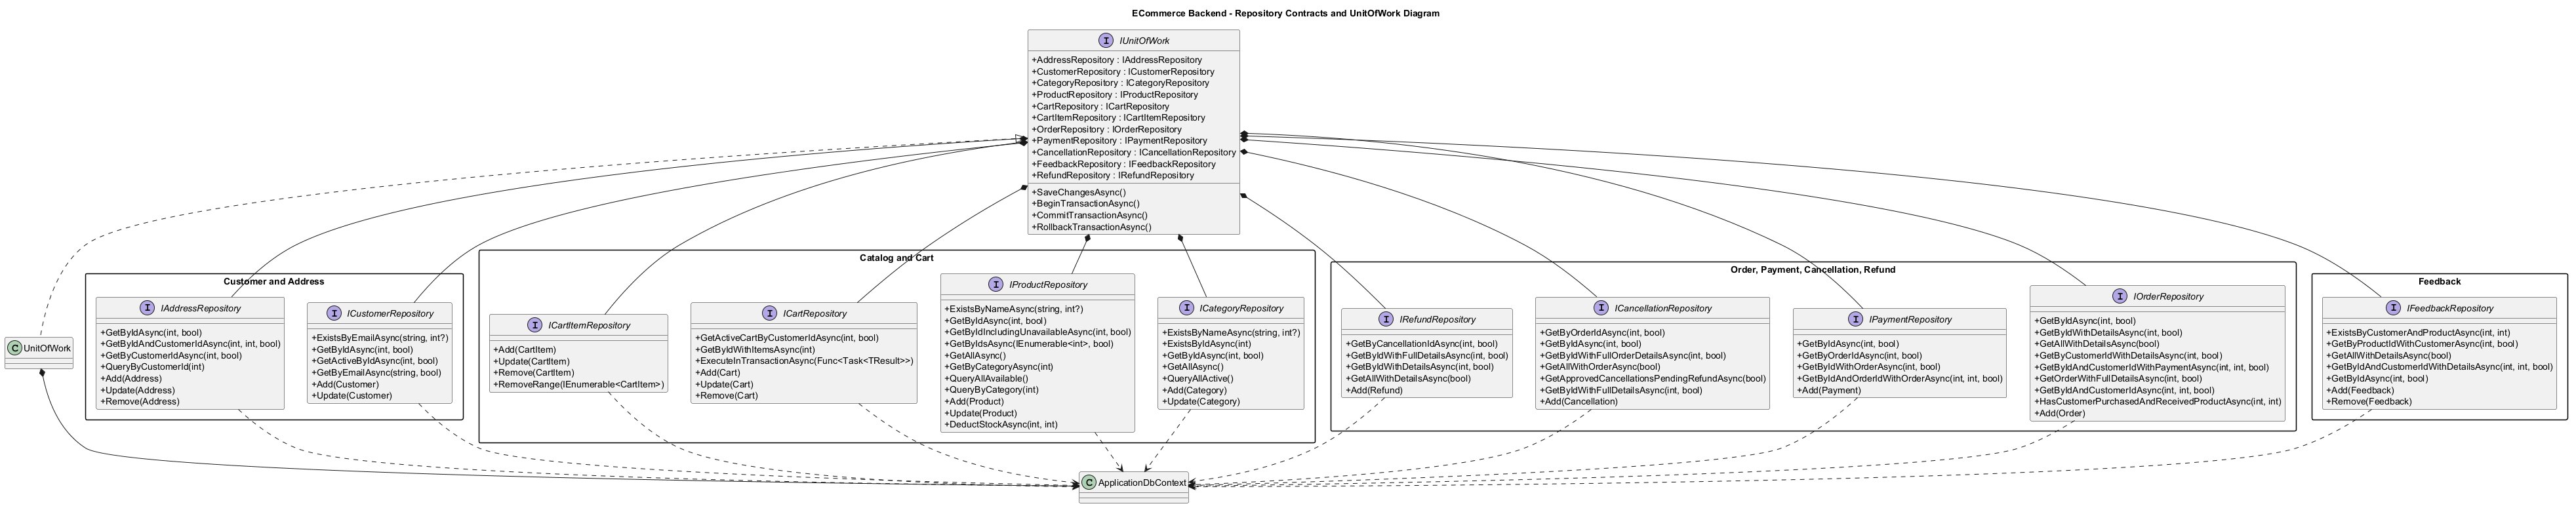 ECommerce Backend - Repository Contracts and UnitOfWork Diagram
I IUnitOfWork
+AddressRepository : IAddressRepository
+CustomerRepository : ICustomerRepository
+CategoryRepository : ICategoryRepository
+ProductRepository : IProductRepository
+CartRepository : ICartRepository
+CartItemRepository : ICartItemRepository
+OrderRepository : IOrderRepository
+PaymentRepository : IPaymentRepository
+CancellationRepository : ICancellationRepository
+FeedbackRepository : IFeedbackRepository
+RefundRepository : IRefundRepository
+SaveChangesAsync()
+BeginTransactionAsync()
+CommitTransactionAsync()
+RollbackTransactionAsync()
C UnitOfWork
Customer and Address
I IAddressRepository
+GetByIdAsync(int, bool)
+GetByIdAndCustomerIdAsync(int, int, bool)
+GetByCustomerIdAsync(int, bool)
+QueryByCustomerId(int)
+Add(Address)
+Update(Address)
+Remove(Address)
I ICustomerRepository
+ExistsByEmailAsync(string, int?)
+GetByIdAsync(int, bool)
+GetActiveByIdAsync(int, bool)
+GetByEmailAsync(string, bool)
+Add(Customer)
+Update(Customer)
Catalog and Cart
I ICartItemRepository
+Add(CartItem)
+Update(CartItem)
+Remove(CartItem)
+RemoveRange(IEnumerable<CartItem>)
I ICartRepository
+GetActiveCartByCustomerIdAsync(int, bool)
+GetByIdWithItemsAsync(int)
+ExecuteInTransactionAsync(Func<Task<TResult>>)
+Add(Cart)
+Update(Cart)
+Remove(Cart)
I IProductRepository
+ExistsByNameAsync(string, int?)
+GetByIdAsync(int, bool)
+GetByIdIncludingUnavailableAsync(int, bool)
+GetByIdsAsync(IEnumerable<int>, bool)
+GetAllAsync()
+GetByCategoryAsync(int)
+QueryAllAvailable()
+QueryByCategory(int)
+Add(Product)
+Update(Product)
+DeductStockAsync(int, int)
I ICategoryRepository
+ExistsByNameAsync(string, int?)
+ExistsByIdAsync(int)
+GetByIdAsync(int, bool)
+GetAllAsync()
+QueryAllActive()
+Add(Category)
+Update(Category)
Order, Payment, Cancellation, Refund
I IRefundRepository
+GetByCancellationIdAsync(int, bool)
+GetByIdWithFullDetailsAsync(int, bool)
+GetByIdWithDetailsAsync(int, bool)
+GetAllWithDetailsAsync(bool)
+Add(Refund)
I ICancellationRepository
+GetByOrderIdAsync(int, bool)
+GetByIdAsync(int, bool)
+GetByIdWithFullOrderDetailsAsync(int, bool)
+GetAllWithOrderAsync(bool)
+GetApprovedCancellationsPendingRefundAsync(bool)
+GetByIdWithFullDetailsAsync(int, bool)
+Add(Cancellation)
I IPaymentRepository
+GetByIdAsync(int, bool)
+GetByOrderIdAsync(int, bool)
+GetByIdWithOrderAsync(int, bool)
+GetByIdAndOrderIdWithOrderAsync(int, int, bool)
+Add(Payment)
I IOrderRepository
+GetByIdAsync(int, bool)
+GetByIdWithDetailsAsync(int, bool)
+GetAllWithDetailsAsync(bool)
+GetByCustomerIdWithDetailsAsync(int, bool)
+GetByIdAndCustomerIdWithPaymentAsync(int, int, bool)
+GetOrderWithFullDetailsAsync(int, bool)
+GetByIdAndCustomerIdAsync(int, int, bool)
+HasCustomerPurchasedAndReceivedProductAsync(int, int)
+Add(Order)
Feedback
I IFeedbackRepository
+ExistsByCustomerAndProductAsync(int, int)
+GetByProductIdWithCustomerAsync(int, bool)
+GetAllWithDetailsAsync(bool)
+GetByIdAndCustomerIdWithDetailsAsync(int, int, bool)
+GetByIdAsync(int, bool)
+Add(Feedback)
+Remove(Feedback)
C ApplicationDbContext